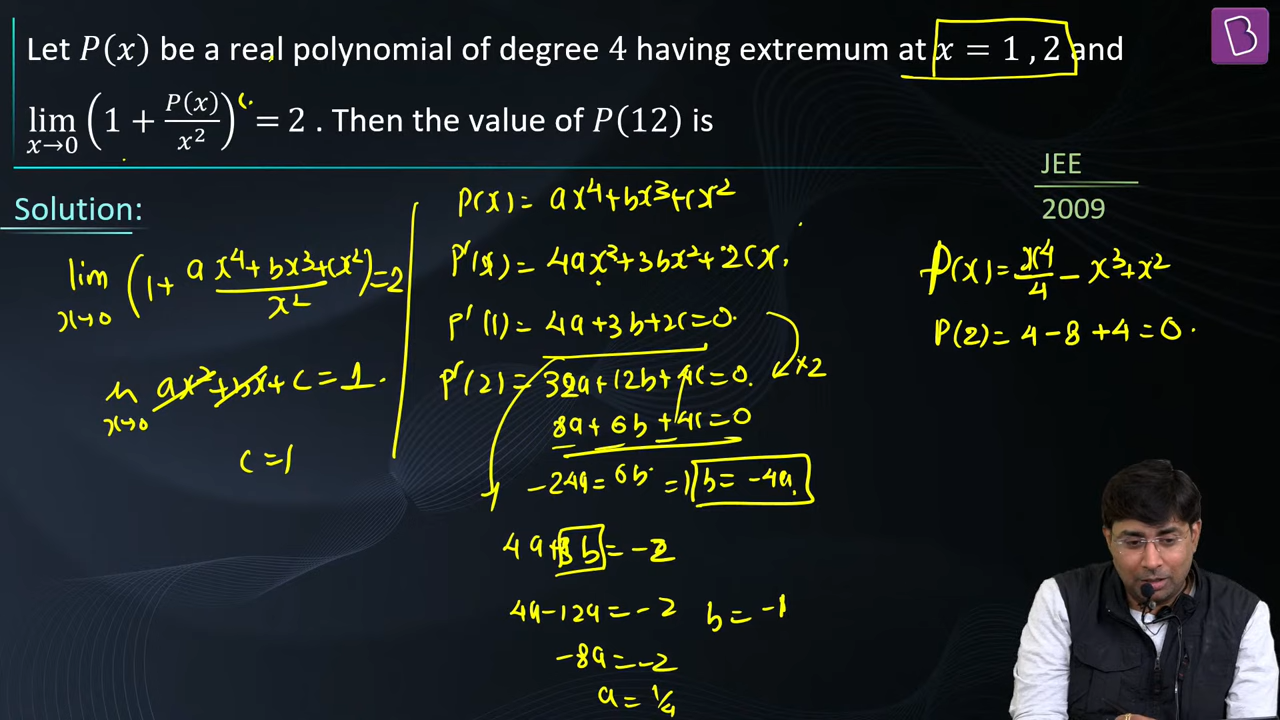 Let P(x) be a real polynomial of degree 4 having extremum at x = 1 , 2 and
lim x→0 (1 + P(x)/x²) = 2 . Then the value of P(12) is
JEE
2009
Solution:
lim x→0 (1 + ax⁴+bx³+cx²/x²) = 2
x→0 ax²+bx+c = 1.
c = 1
P(x) = ax⁴+bx³+cx²
P'(x) = 4ax³+3bx²+2cx,
P'(1) = 4a+3b+2c=0.
P'(2) = 32a+12b+4c=0.
×2
8a+6b+4c=0
-24a = 6b = b = -4a.
4a+3b = -2
4a-12a = -2 b = -1
-8a = -2
a = 1/4
P(x) = x⁴/4 - x³+x²
P(2) = 4-8+4=0.
B